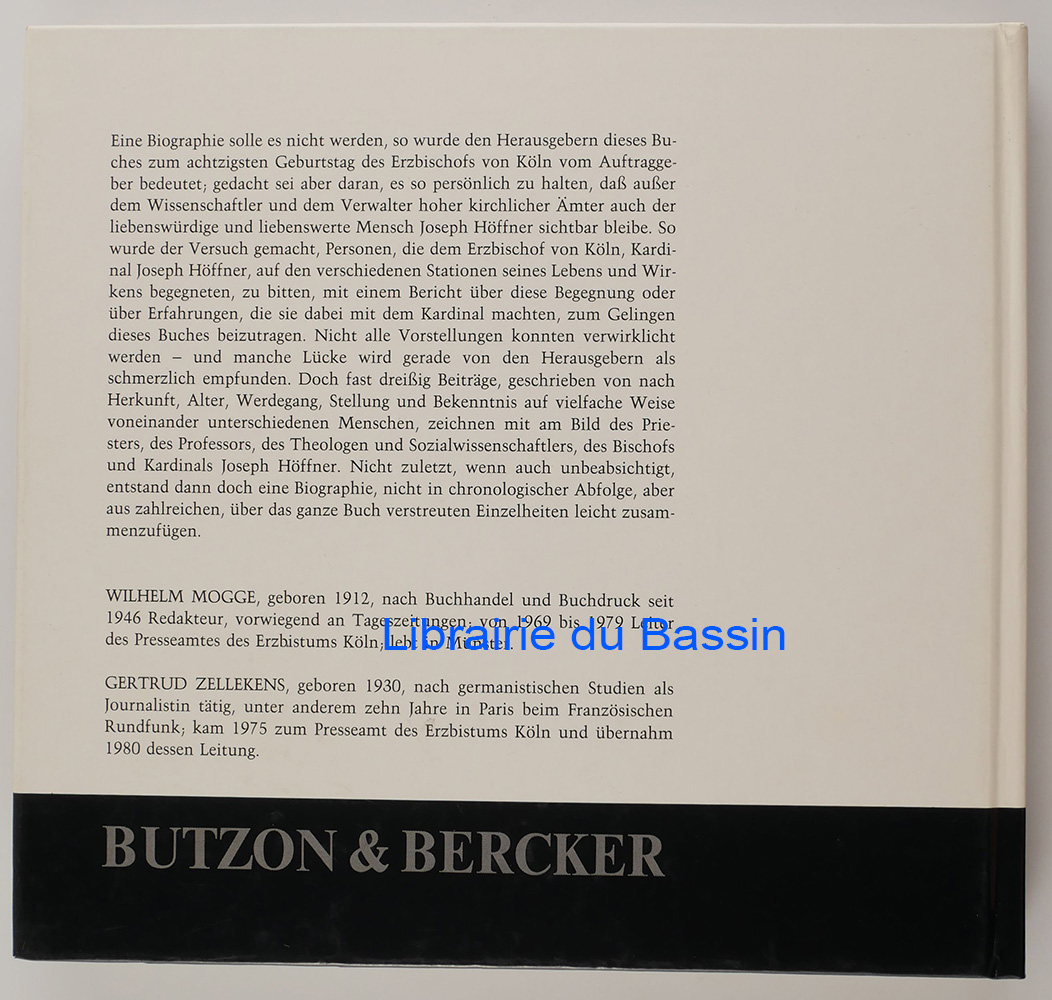 Eine Biographie solle es nicht werden, so wurde den Herausgebern dieses Bu-
ches zum achtzigsten Geburtstag des Erzbischofs von Köln vom Auftragge-
ber bedeutet; gedacht sei aber daran, es so persönlich zu halten, daß außer
dem Wissenschaftler und dem Verwalter hoher kirchlicher Ämter auch der
liebenswürdige und liebenswerte Mensch Joseph Höffner sichtbar bleibe. So
wurde der Versuch gemacht, Personen, die dem Erzbischof von Köln, Kardi-
nal Joseph Höffner, auf den verschiedenen Stationen seines Lebens und Wir-
kens begegneten, zu bitten, mit einem Bericht über diese Begegnung oder
über Erfahrungen, die sie dabei mit dem Kardinal machten, zum Gelingen
dieses Buches beizutragen. Nicht alle Vorstellungen konnten verwirklicht
werden – und manche Lücke wird gerade von den Herausgebern als
schmerzlich empfunden. Doch fast dreißig Beiträge, geschrieben von nach
Herkunft, Alter, Werdegang, Stellung und Bekenntnis auf vielfache Weise
voneinander unterschiedenen Menschen, zeichnen mit am Bild des Prie-
sters, des Professors, des Theologen und Sozialwissenschaftlers, des Bischofs
und Kardinals Joseph Höffner. Nicht zuletzt, wenn auch unbeabsichtigt,
entstand dann doch eine Biographie, nicht in chronologischer Abfolge, aber
aus zahlreichen, über das ganze Buch verstreuten Einzelheiten leicht zusam-
menzufügen.
WILHELM MOGGE, geboren 1912, nach Buchhandel und Buchdruck seit
1946 Redakteur, vorwiegend an Tageszeitungen; von 1969 bis 1979 Leiter
des Presseamtes des Erzbistums Köln; lebt in Münster.
Librairie du Bassin
GERTRUD ZELLEKENS, geboren 1930, nach germanistischen Studien als
Journalistin tätig, unter anderem zehn Jahre in Paris beim Französischen
Rundfunk; kam 1975 zum Presseamt des Erzbistums Köln und übernahm
1980 dessen Leitung.
BUTZON & BERCKER